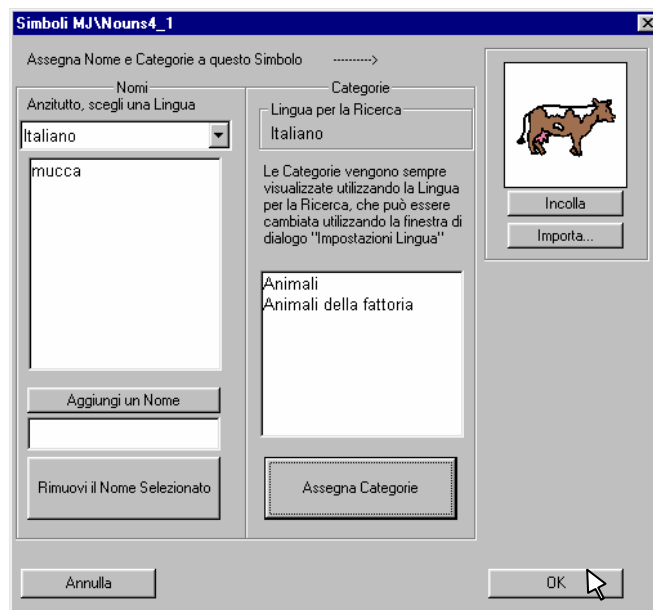 Simboli MJ\Nouns4_1
Assegna Nome e Categorie a questo Simbolo ---------->
Nomi
Anzitutto, scegli una Lingua
Italiano
mucca
Aggiungi un Nome
Rimuovi il Nome Selezionato
Categorie
Lingua per la Ricerca
Italiano
Le Categorie vengono sempre
visualizzate utilizzando la Lingua
per la Ricerca, che può essere
cambiata utilizzando la finestra di
dialogo "Impostazioni Lingua"
Animali
Animali della fattoria
Assegna Categorie
Incolla
Importa...
Annulla
OK